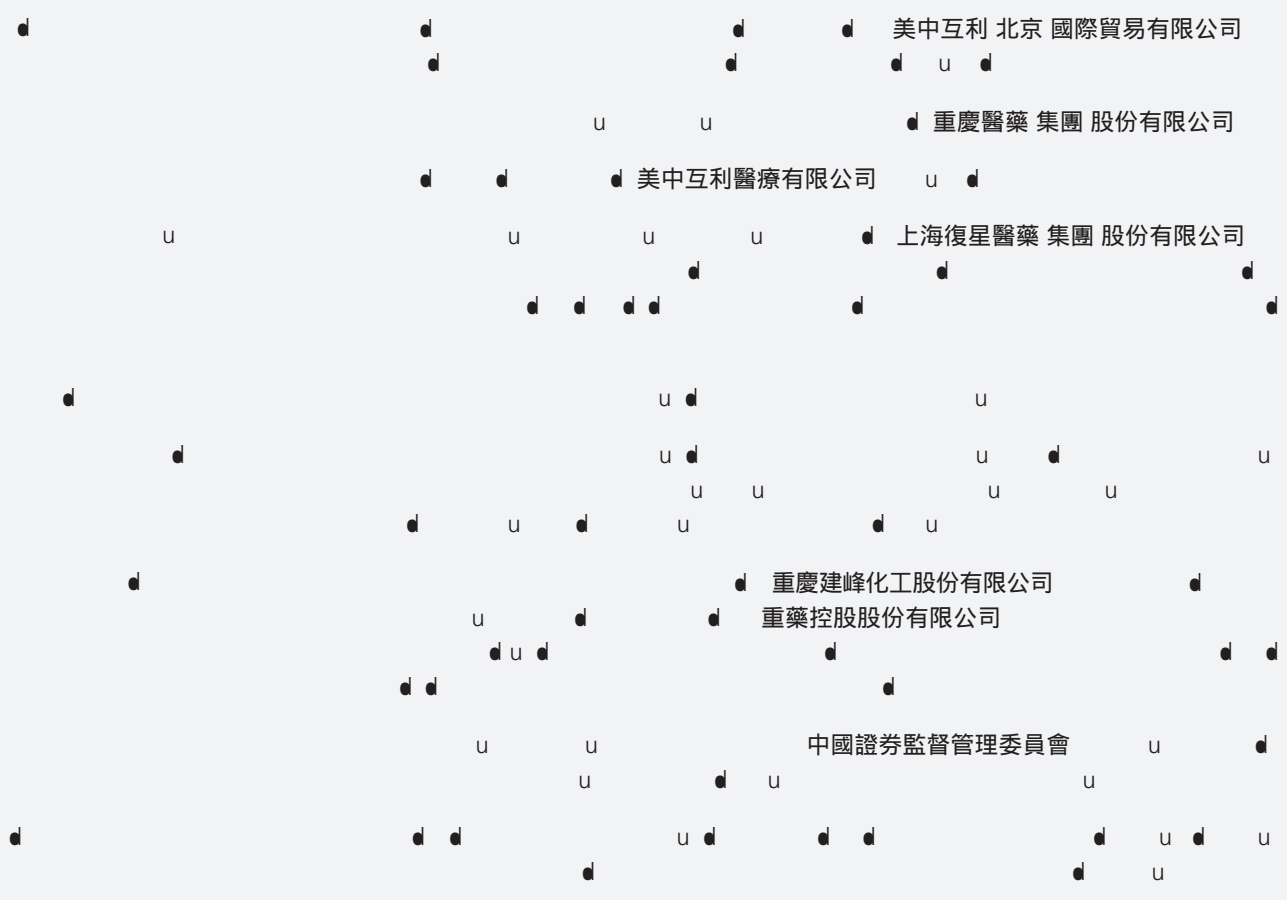 d d d d 美中互利 北京 國際貿易有限公司
d d d u d
u u d 重慶醫藥 集團 股份有限公司
d d d 美中互利醫療有限公司 u d
u u u u d 上海復星醫藥 集團 股份有限公司
d d d
d d d d d d
d u d u
d u d u d u
u u u u
d u d u d u
d d 重慶建峰化工股份有限公司 d
u d d 重藥控股股份有限公司
d u d d d d
d d d
u u 中國證券監督管理委員會 u d
u d u u
d d d u d d d d u d u
d d u